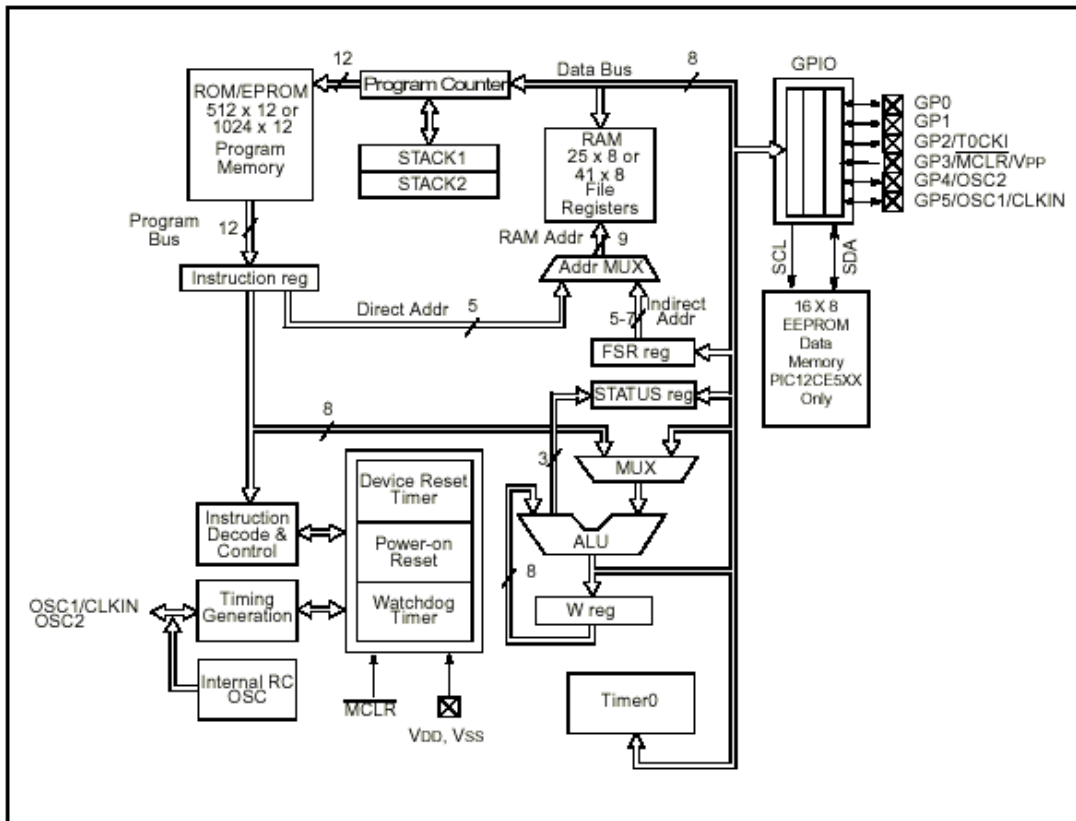 12
Data Bus
8
GPIO
ROM/EPROM
512 x 12 or
1024 x 12
Program
Memory
Program Counter
STACK1
STACK2
RAM
25 x 8 or
41 x 8
File
Registers
GP0
GP1
GP2/T0CKI
GP3/MCLR/VPP
GP4/OSC2
GP5/OSC1/CLKIN
Program
Bus
12
RAM Addr
9
SCL
SDA
Instruction reg
Addr MUX
Direct Addr
5
5-7
Indirect
Addr
16 X 8
EEPROM
Data
Memory
PIC12CE5XX
Only
FSR reg
STATUS reg
8
3
MUX
Device Reset
Timer
Instruction
Decode &
Control
Power-on
Reset
ALU
8
OSC1/CLKIN
OSC2
Timing
Generation
Watchdog
Timer
W reg
Internal RC
OSC
MCLR
VDD, VSS
Timer0